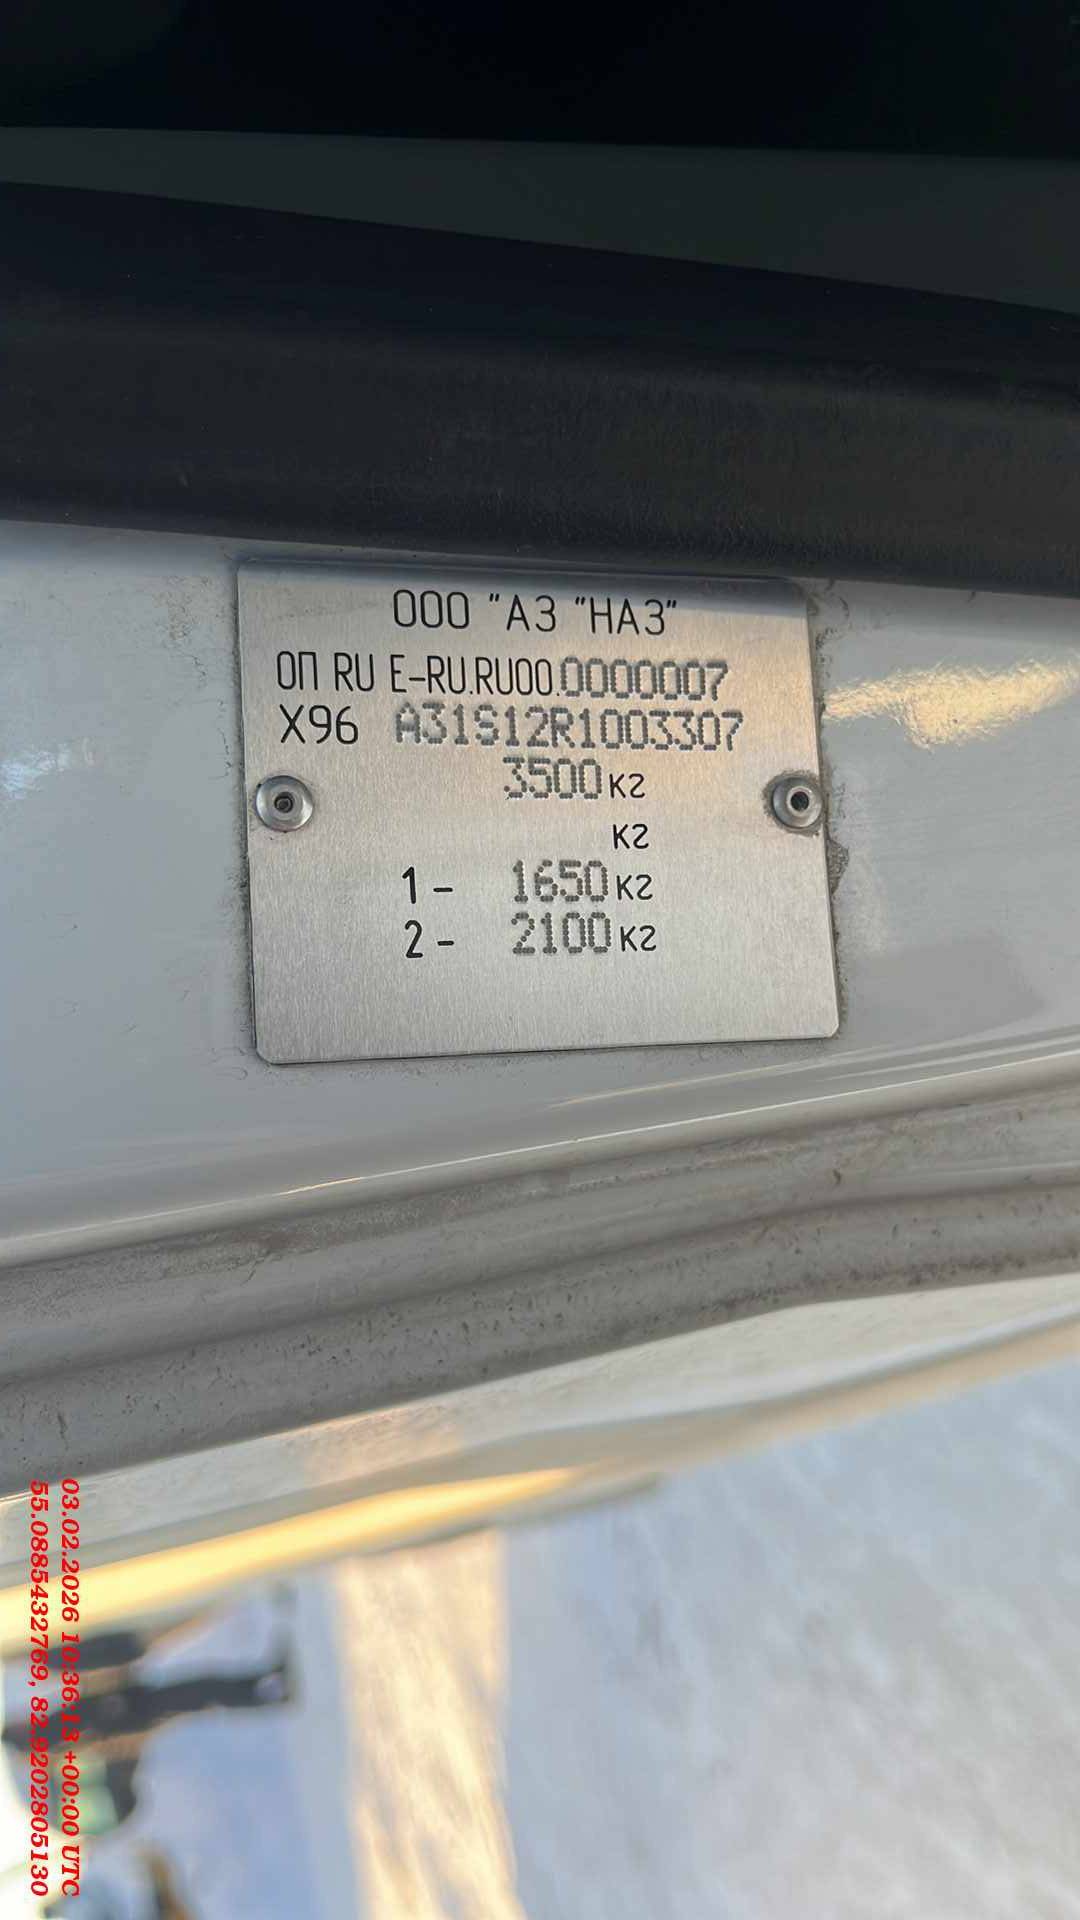 ООО "АЗ "НАЗ"
ОП RU E-RU.RU00.0000007
X96 A31S12R1003307
3500 кг
кг
1 - 1650 кг
2 - 2100 кг
03.02.2026 10:36:13 +00:00 UTC
55.0885432769, 82.9202805130